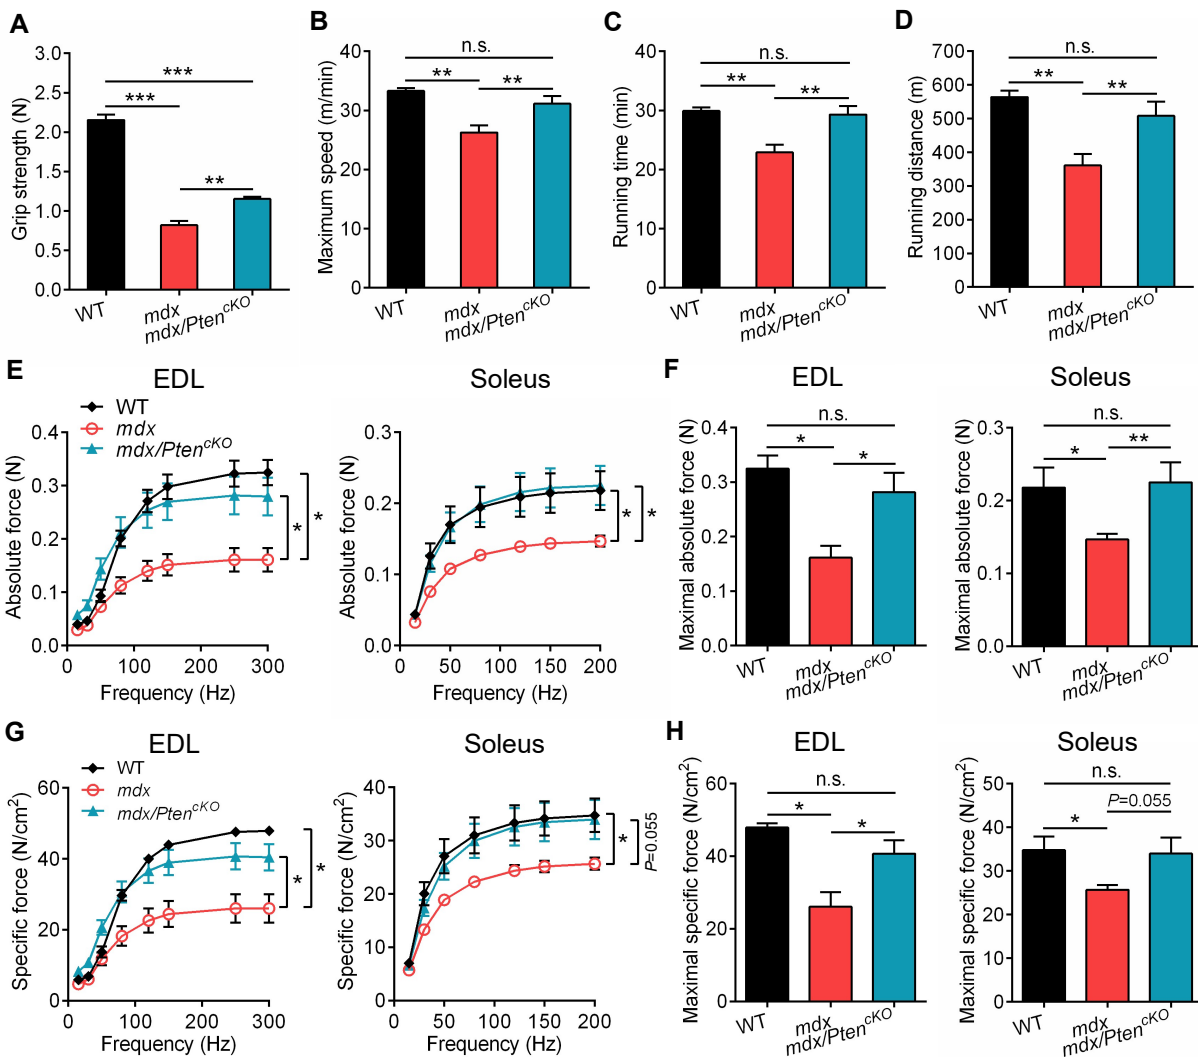 A
Grip strength (N)
3.0
2.5
2.0
1.5
1.0
0.5
0.0
***
***
**
WT
mdx
mdx/Pten^cKO
B
Maximum speed (m/min)
40
30
20
10
0
n.s.
**
**
WT
mdx
mdx/Pten^cKO
C
Running time (min)
40
30
20
10
0
n.s.
**
**
WT
mdx
mdx/Pten^cKO
D
Running distance (m)
700
600
500
400
300
200
100
0
n.s.
**
**
WT
mdx
mdx/Pten^cKO
E
EDL
WT
mdx
mdx/Pten^cKO
Absolute force (N)
0.4
0.3
0.2
0.1
0.0
*
*
0
100
200
300
Frequency (Hz)
Soleus
Absolute force (N)
0.3
0.2
0.1
0.0
*
*
0
50
100
150
200
Frequency (Hz)
F
EDL
Maximal absolute force (N)
0.4
0.3
0.2
0.1
0.0
n.s.
*
*
WT
mdx
mdx/Pten^cKO
Soleus
Maximal absolute force (N)
0.3
0.2
0.1
0.0
n.s.
*
**
WT
mdx
mdx/Pten^cKO
G
EDL
WT
mdx
mdx/Pten^cKO
Specific force (N/cm²)
60
40
20
0
*
*
0
100
200
300
Frequency (Hz)
Soleus
Specific force (N/cm²)
40
30
20
10
0
*
P=0.055
0
50
100
150
200
Frequency (Hz)
H
EDL
Maximal specific force (N/cm²)
60
40
20
0
n.s.
*
*
WT
mdx
mdx/Pten^cKO
Soleus
Maximal specific force (N/cm²)
50
40
30
20
10
0
n.s.
P=0.055
*
WT
mdx
mdx/Pten^cKO